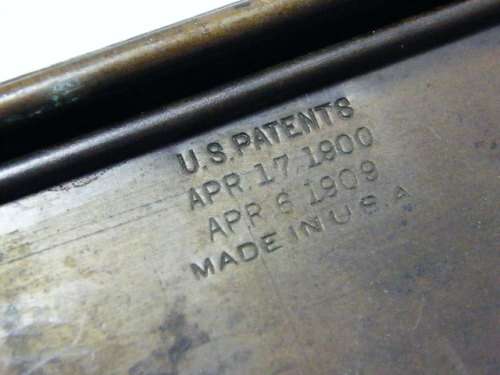 U.S. PATENTS
APR. 17, 1900
APR 6 1909
MADE IN U.S.A